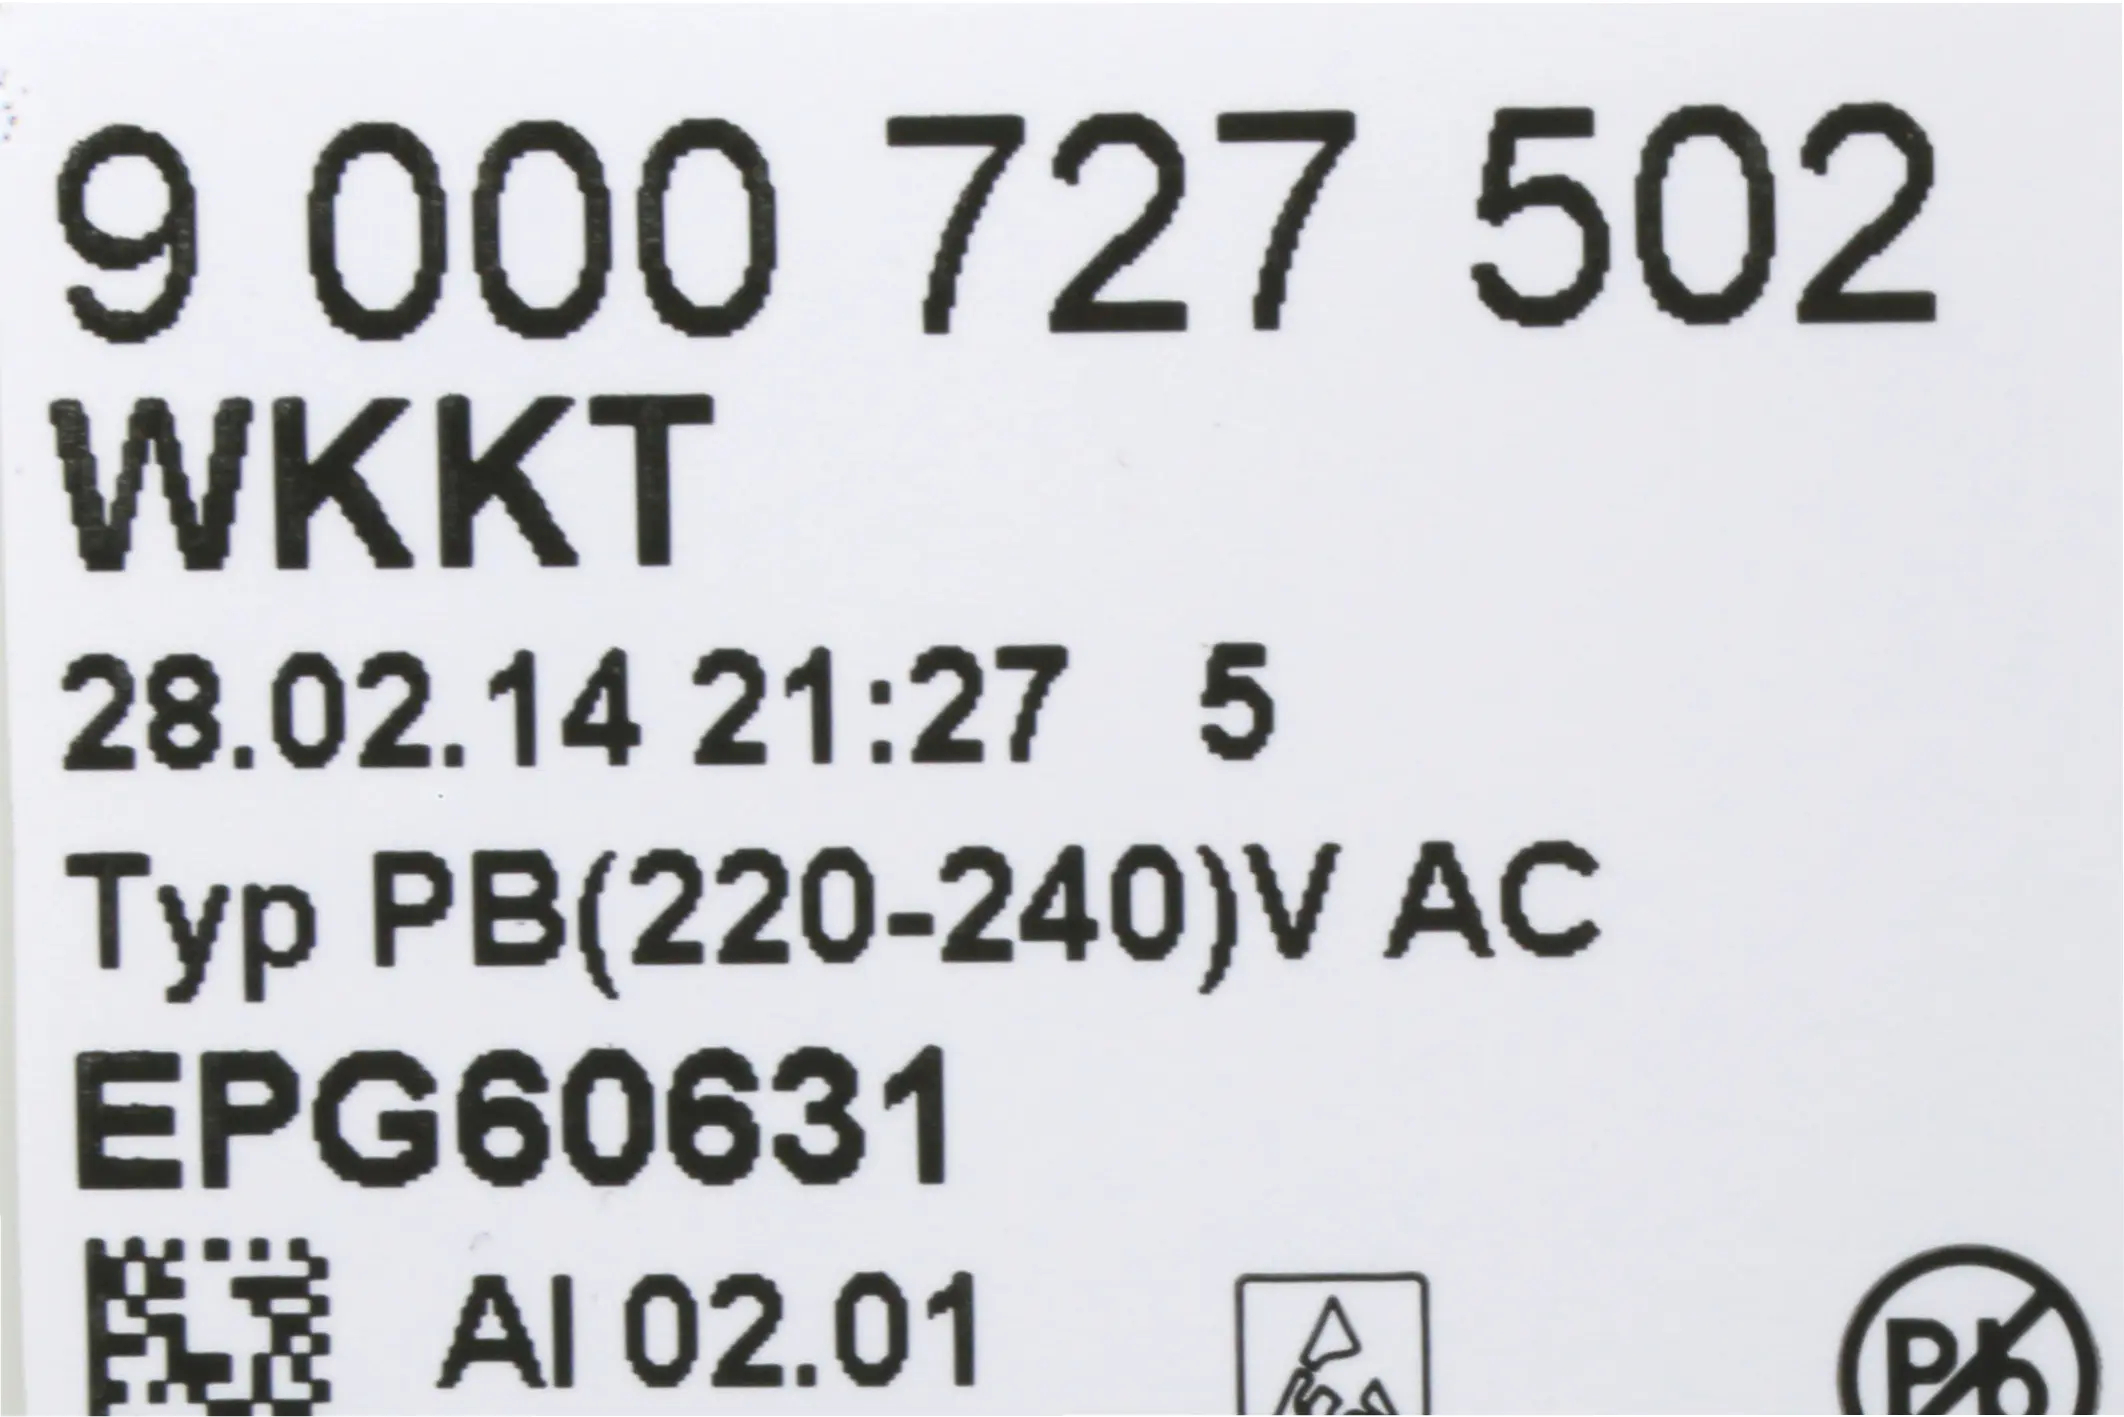 9 000 727 502
WKKT
28.02.14 21:27 5
Typ PB(220-240)V AC
EPG60631
AI 02.01
Pb